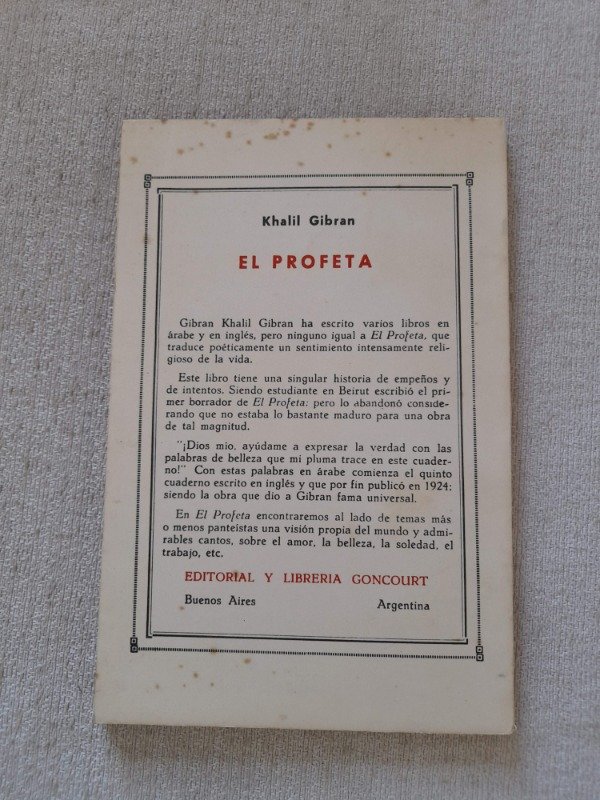 Khalil Gibran
EL PROFETA
Gibran Khalil Gibran ha escrito varios libros en
árabe y en inglés, pero ninguno igual a El Profeta, que
traduce poéticamente un sentimiento intensamente reli-
gioso de la vida.
Este libro tiene una singular historia de empeños y
de intentos. Siendo estudiante en Beirut escribió el pri-
mer borrador de El Profeta; pero lo abandonó conside-
rando que no estaba lo bastante maduro para una obra
de tal magnitud.
"¡Dios mio, ayúdame a expresar la verdad con las
palabras de belleza que mi pluma trace en este cuader-
no!" Con estas palabras en árabe comienza el quinto
cuaderno escrito en inglés y que por fin publicó en 1924;
siendo la obra que dio a Gibran fama universal.
En El Profeta encontraremos al lado de temas más
o menos panteístas una visión propia del mundo y admi-
rables cantos, sobre el amor, la belleza, la soledad, el
trabajo, etc.
EDITORIAL Y LIBRERIA GONCOURT
Buenos Aires Argentina